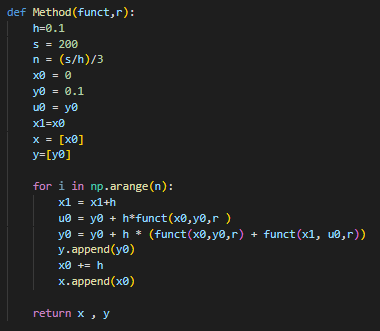 def Method(funct,r):
    h=0.1
    s = 200
    n = (s/h)/3
    x0 = 0
    y0 = 0.1
    u0 = y0
    x1=x0
    x = [x0]
    y=[y0]

    for i in np.arange(n):
        x1 = x1+h
        u0 = y0 + h*funct(x0,y0,r )
        y0 = y0 + h * (funct(x0,y0,r) + funct(x1, u0,r))
        y.append(y0)
        x0 += h
        x.append(x0)

    return x , y